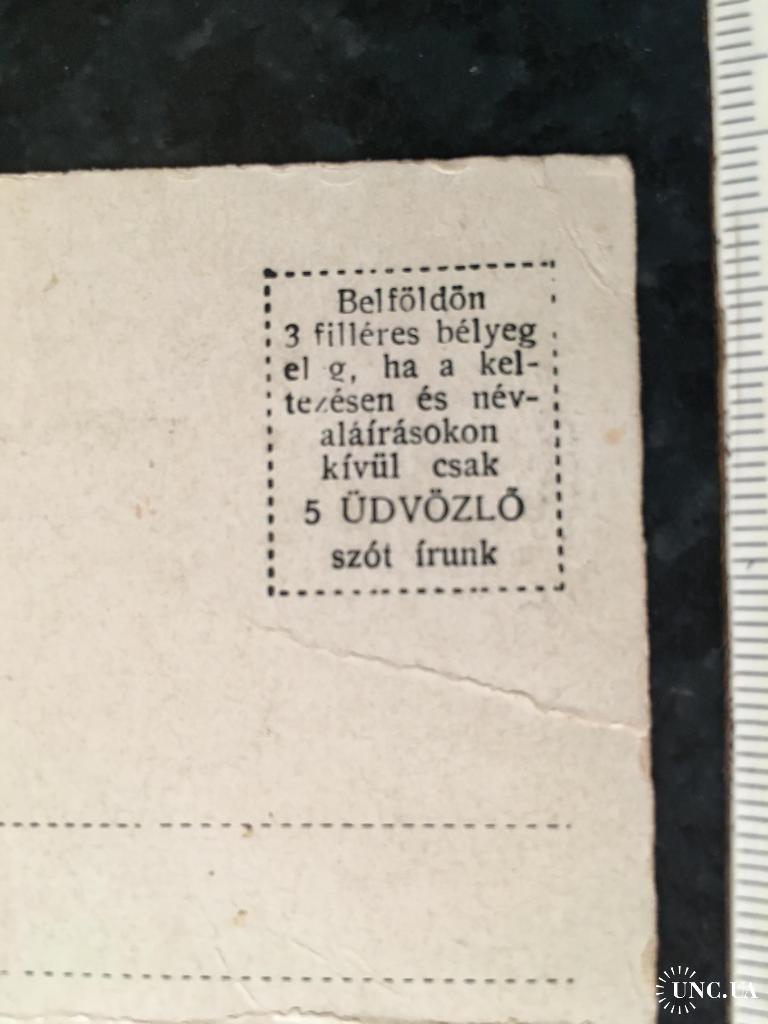 Belföldön
3 filléres bélyeg
el g, ha a kel-
tezésen és név-
aláírásokon
kívül csak
5 ÜDVÖZLŐ
szót írunk
UNC.UA